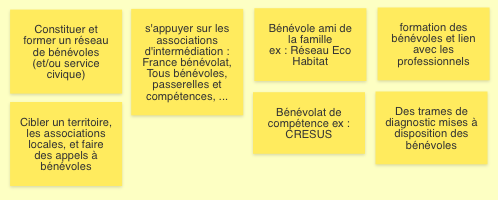 Constituer et
former un réseau
de bénévoles
(et/ou service
civique)
s'appuyer sur les
associations
d'intermédiation :
France bénévolat,
Tous bénévoles,
passerelles et
compétences, ...
Bénévole ami de
la famille
ex : Réseau Eco
Habitat
formation des
bénévoles et lien
avec les
professionnels
Cibler un territoire,
les associations
locales, et faire
des appels à
bénévoles
Bénévolat de
compétence ex :
CRESUS
Des trames de
diagnostic mises à
disposition des
bénévoles